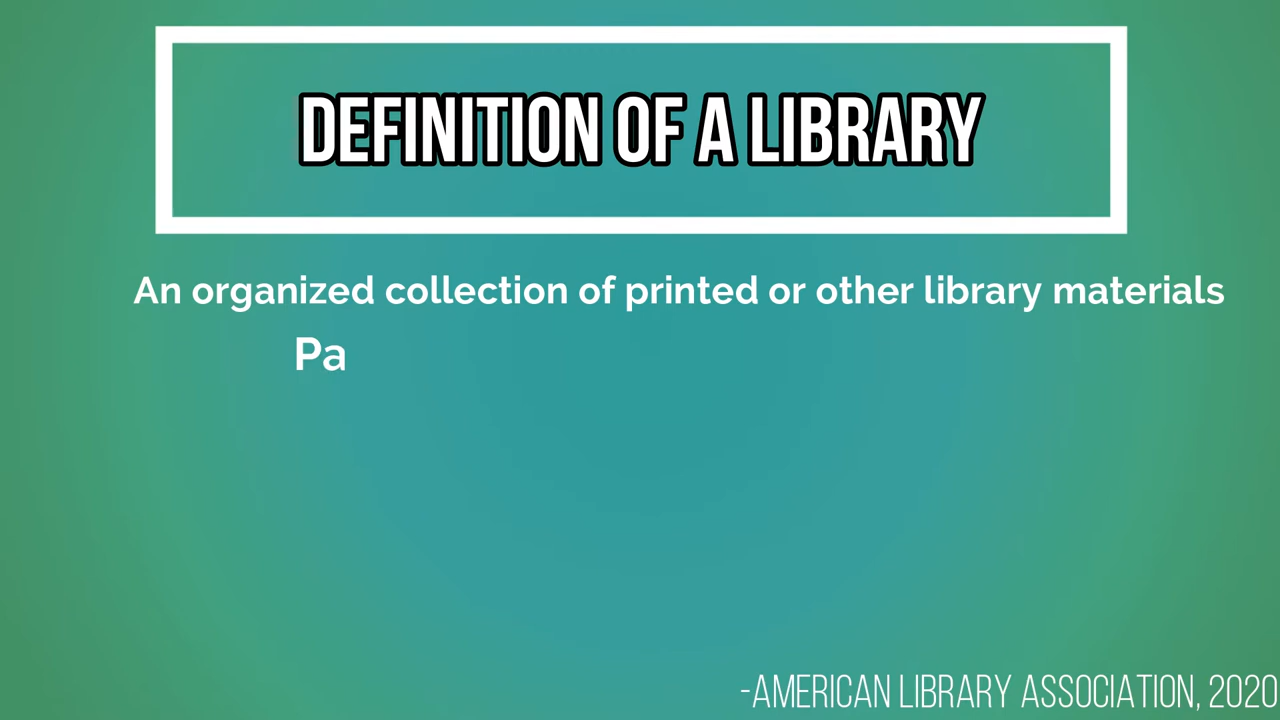 DEFINITION OF A LIBRARY
An organized collection of printed or other library materials
Pa
-AMERICAN LIBRARY ASSOCIATION, 2020